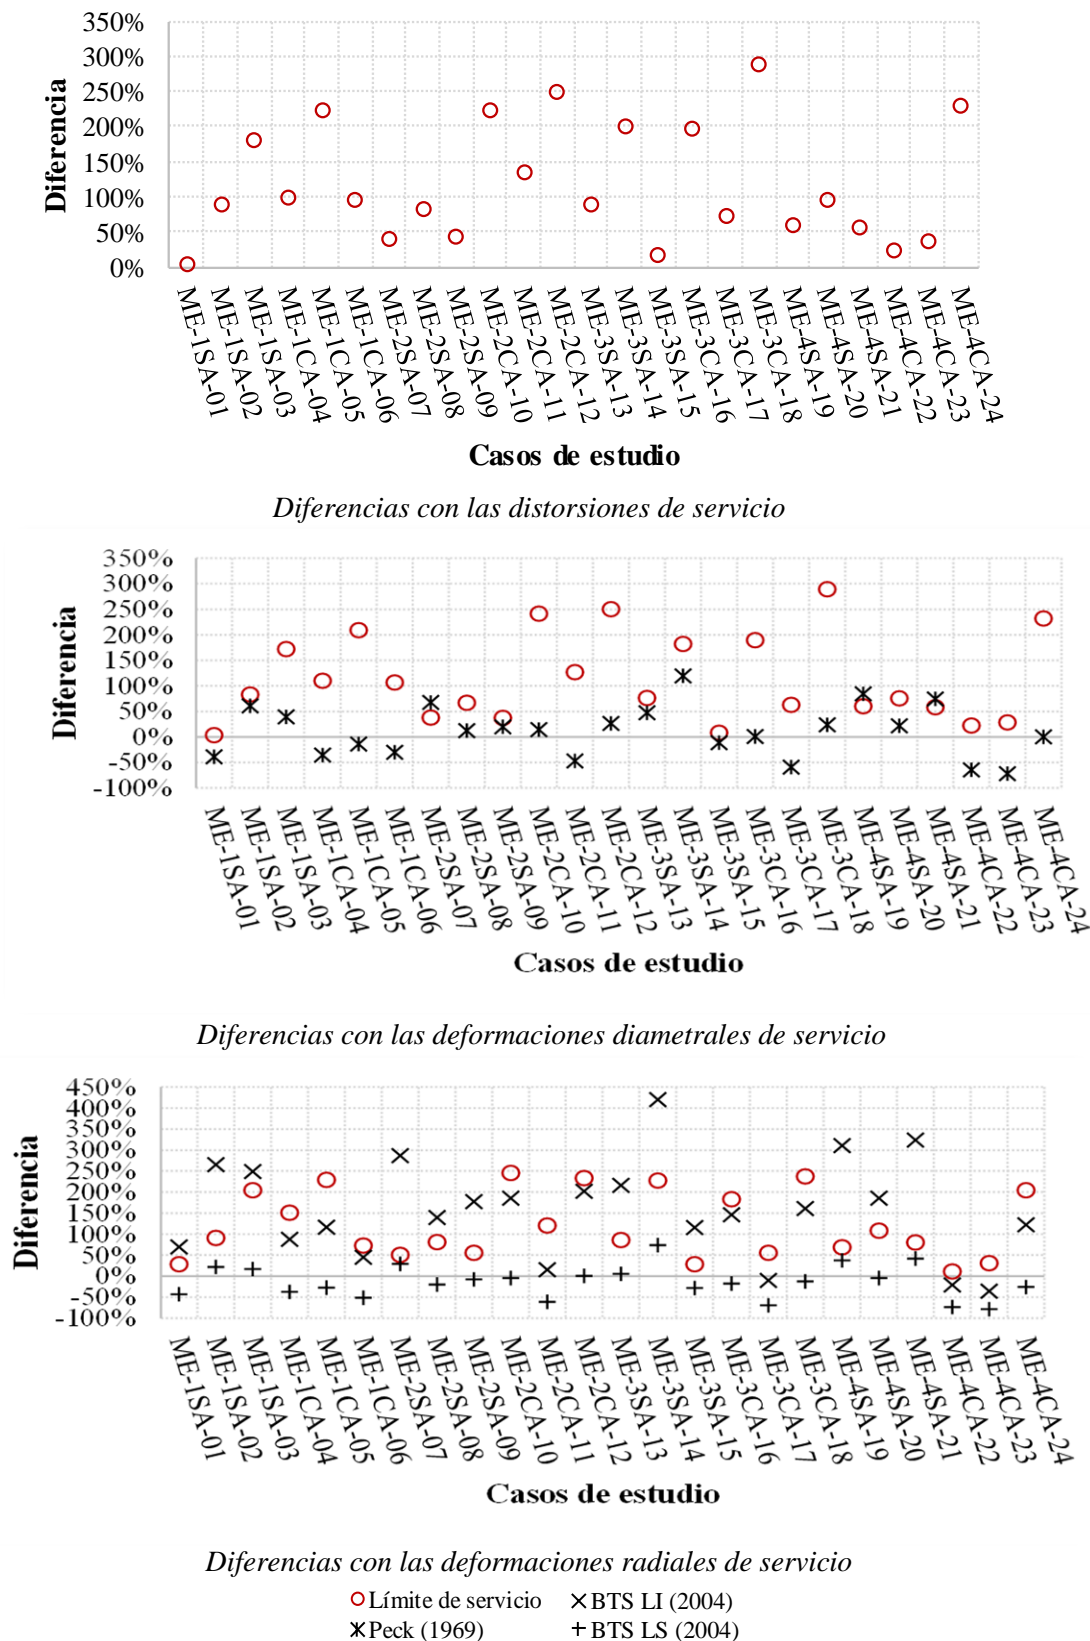 350%
300%
250%
200%
150%
100%
50%
0%
Diferencia
ME-1SA-01
ME-1SA-02
ME-1SA-03
ME-1CA-04
ME-1CA-05
ME-1CA-06
ME-2SA-07
ME-2SA-08
ME-2SA-09
ME-2CA-10
ME-2CA-11
ME-2CA-12
ME-3SA-13
ME-3SA-14
ME-3SA-15
ME-3CA-16
ME-3CA-17
ME-3CA-18
ME-4SA-19
ME-4SA-20
ME-4SA-21
ME-4CA-22
ME-4CA-23
ME-4CA-24
Casos de estudio
Diferencias con las distorsiones de servicio
350%
300%
250%
200%
150%
100%
50%
0%
-50%
-100%
Diferencia
ME-1SA-01
ME-1SA-02
ME-1SA-03
ME-1CA-04
ME-1CA-05
ME-1CA-06
ME-2SA-07
ME-2SA-08
ME-2SA-09
ME-2CA-10
ME-2CA-11
ME-2CA-12
ME-3SA-13
ME-3SA-14
ME-3SA-15
ME-3CA-16
ME-3CA-17
ME-3CA-18
ME-4SA-19
ME-4SA-20
ME-4SA-21
ME-4CA-22
ME-4CA-23
ME-4CA-24
Casos de estudio
Diferencias con las deformaciones diametrales de servicio
450%
400%
350%
300%
250%
200%
150%
100%
50%
0%
-50%
-100%
Diferencia
ME-1SA-01
ME-1SA-02
ME-1SA-03
ME-1CA-04
ME-1CA-05
ME-1CA-06
ME-2SA-07
ME-2SA-08
ME-2SA-09
ME-2CA-10
ME-2CA-11
ME-2CA-12
ME-3SA-13
ME-3SA-14
ME-3SA-15
ME-3CA-16
ME-3CA-17
ME-3CA-18
ME-4SA-19
ME-4SA-20
ME-4SA-21
ME-4CA-22
ME-4CA-23
ME-4CA-24
Casos de estudio
Diferencias con las deformaciones radiales de servicio
Límite de servicio
BTS LI (2004)
Peck (1969)
BTS LS (2004)